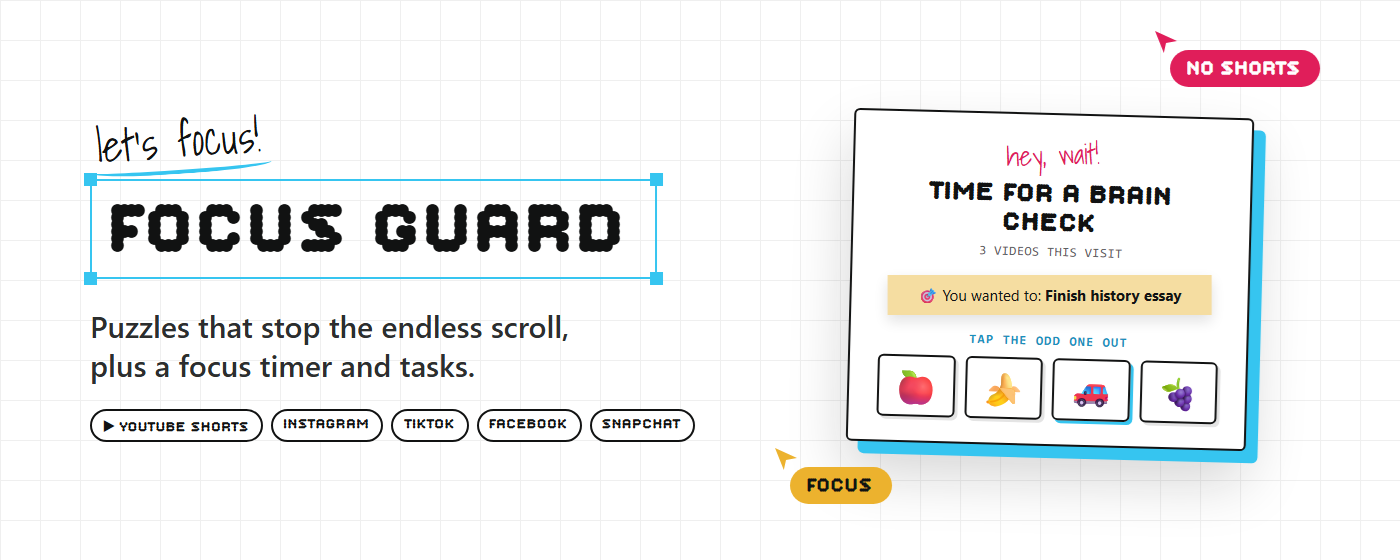 let's focus!
FOCUS GUARD
Puzzles that stop the endless scroll,
plus a focus timer and tasks.
▶ YOUTUBE SHORTS
INSTAGRAM
TIKTOK
FACEBOOK
SNAPCHAT
NO SHORTS
hey, wait!
TIME FOR A BRAIN
CHECK
3 VIDEOS THIS VISIT
🎯 You wanted to: Finish history essay
TAP THE ODD ONE OUT
FOCUS